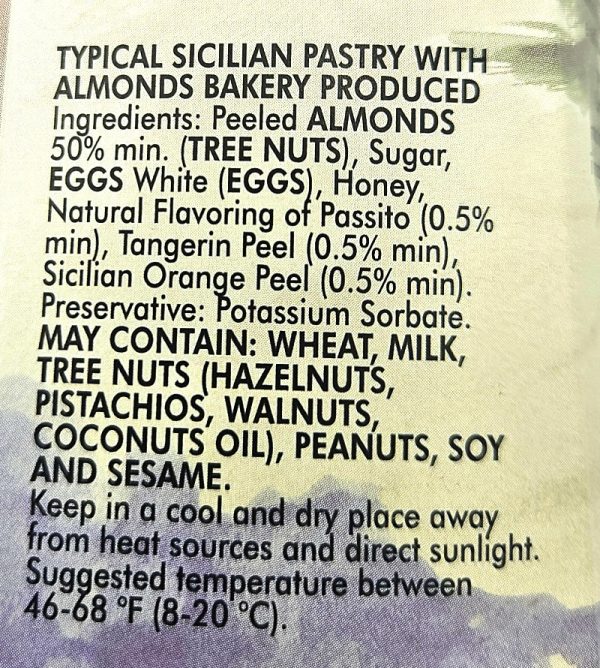 TYPICAL SICILIAN PASTRY WITH
ALMONDS BAKERY PRODUCED
Ingredients: Peeled ALMONDS
50% min. (TREE NUTS), Sugar,
EGGS White (EGGS), Honey,
Natural Flavoring of Passito (0.5%
min), Tangerin Peel (0.5% min),
Sicilian Orange Peel (0.5% min).
Preservative: Potassium Sorbate.
MAY CONTAIN: WHEAT, MILK,
TREE NUTS (HAZELNUTS,
PISTACHIOS, WALNUTS,
COCONUTS OIL), PEANUTS, SOY
AND SESAME.
Keep in a cool and dry place away
from heat sources and direct sunlight.
Suggested temperature between
46-68 °F (8-20 °C).